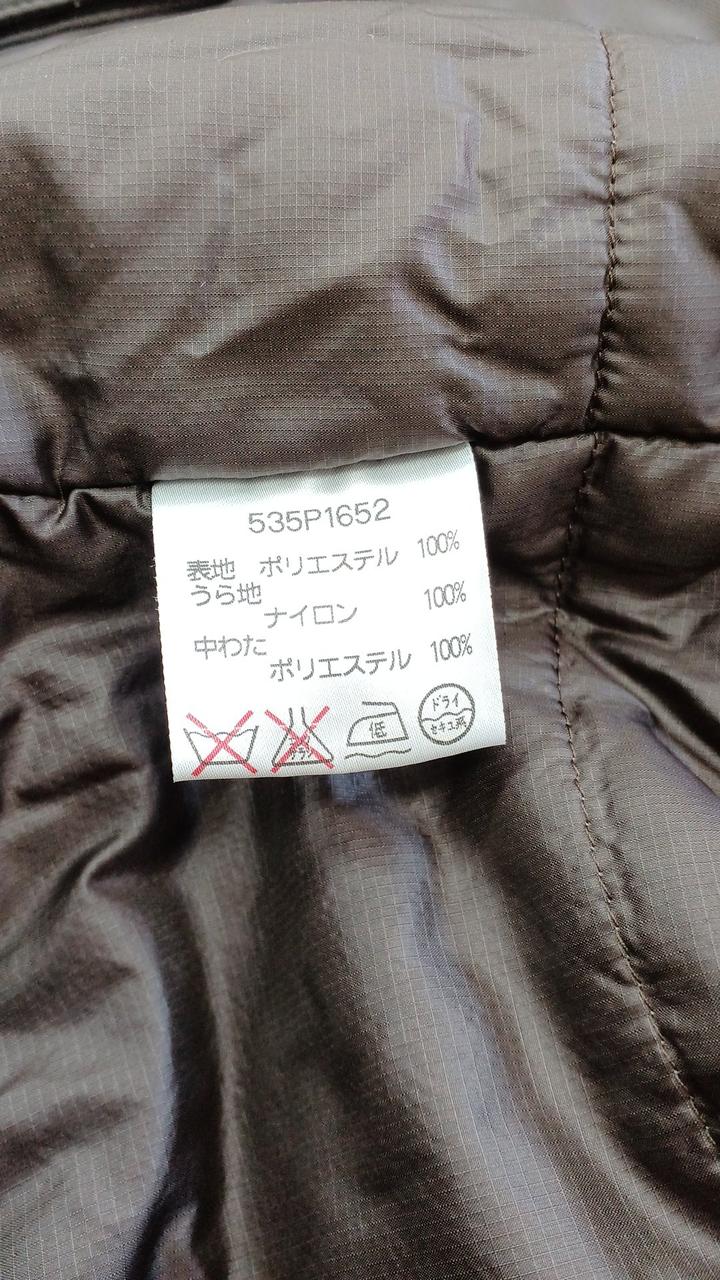 535P1652
表地 ポリエステル 100%
うら地
ナイロン 100%
中わた
ポリエステル 100%
低
ドライ
セキユ系